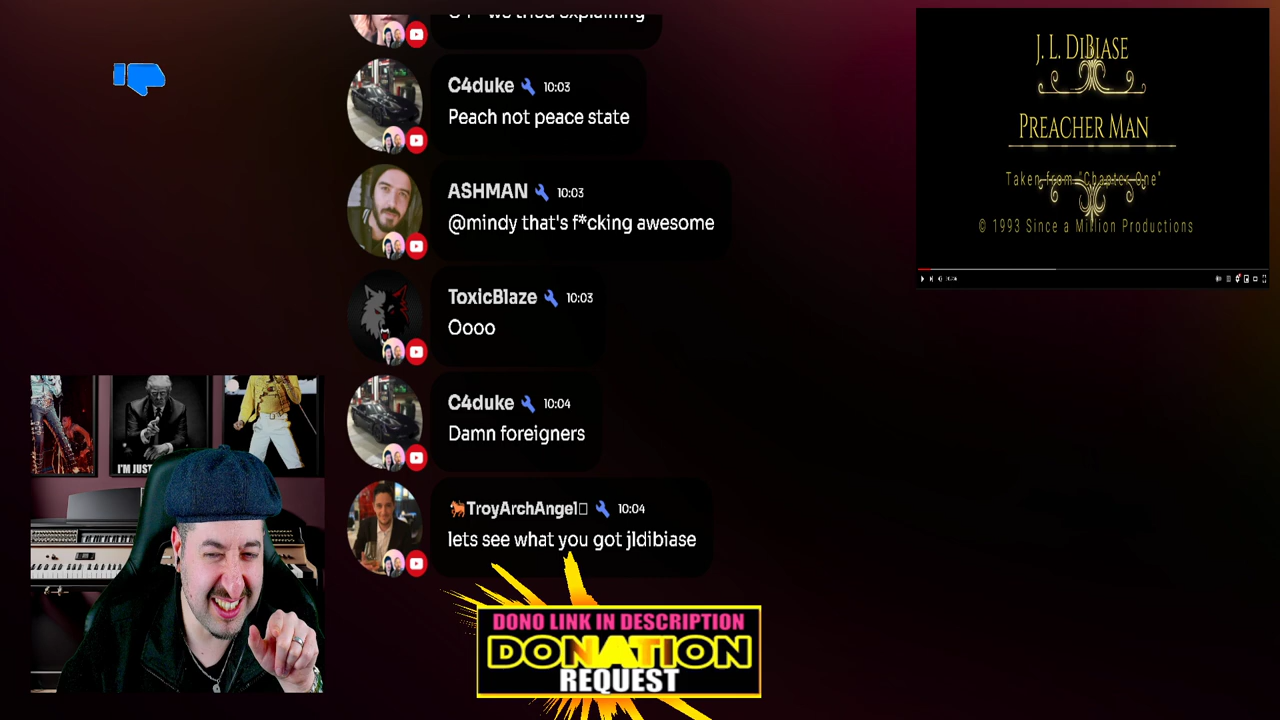 C4duke 10:03
Peach not peace state
ASHMAN 10:03
@mindy that's f*cking awesome
ToxicBlaze 10:03
Oooo
C4duke 10:04
Damn foreigners
TroyArchAngel 10:04
lets see what you got jldibiase
J. L. DiBiase
Preacher Man
Taken from "Chapter One"
© 1993 Since a Million Productions
I'M JUST
DONO LINK IN DESCRIPTION
DONATION
REQUEST